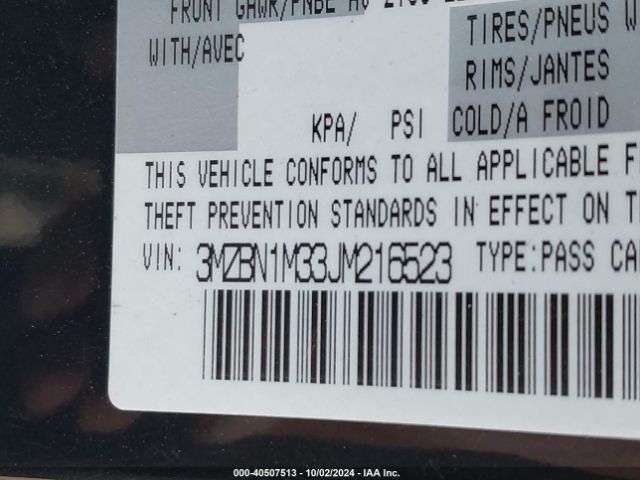 FRONT GAWR/PNBE AV
WITH/AVEC
TIRES/PNEUS
RIMS/JANTES
KPA/ PSI COLD/A FROID
THIS VEHICLE CONFORMS TO ALL APPLICABLE
THEFT PREVENTION STANDARDS IN EFFECT ON
VIN: 3MZBN1M33JM216523 TYPE:PASS
000-40507513 - 10/02/2024 - IAA Inc.